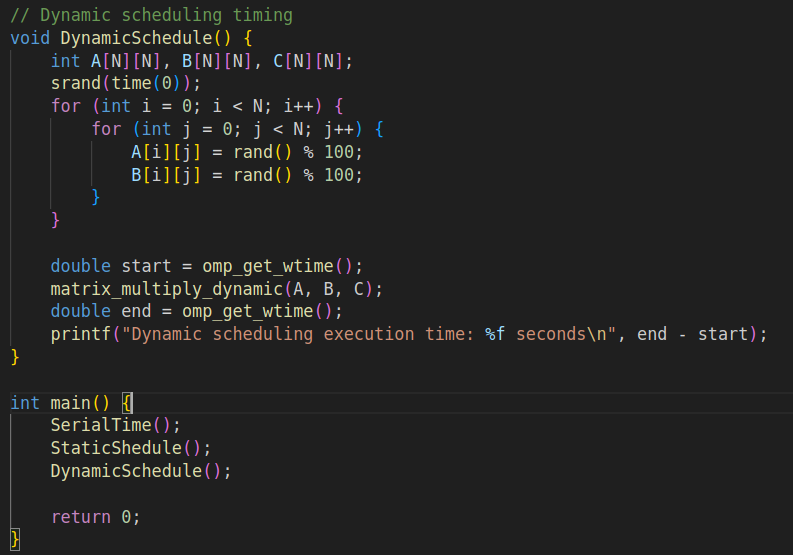 // Dynamic scheduling timing
void DynamicSchedule() {
    int A[N][N], B[N][N], C[N][N];
    srand(time(0));
    for (int i = 0; i < N; i++) {
        for (int j = 0; j < N; j++) {
            A[i][j] = rand() % 100;
            B[i][j] = rand() % 100;
        }
    }

    double start = omp_get_wtime();
    matrix_multiply_dynamic(A, B, C);
    double end = omp_get_wtime();
    printf("Dynamic scheduling execution time: %f seconds\n", end - start);
}

int main() {
    SerialTime();
    StaticShedule();
    DynamicSchedule();

    return 0;
}